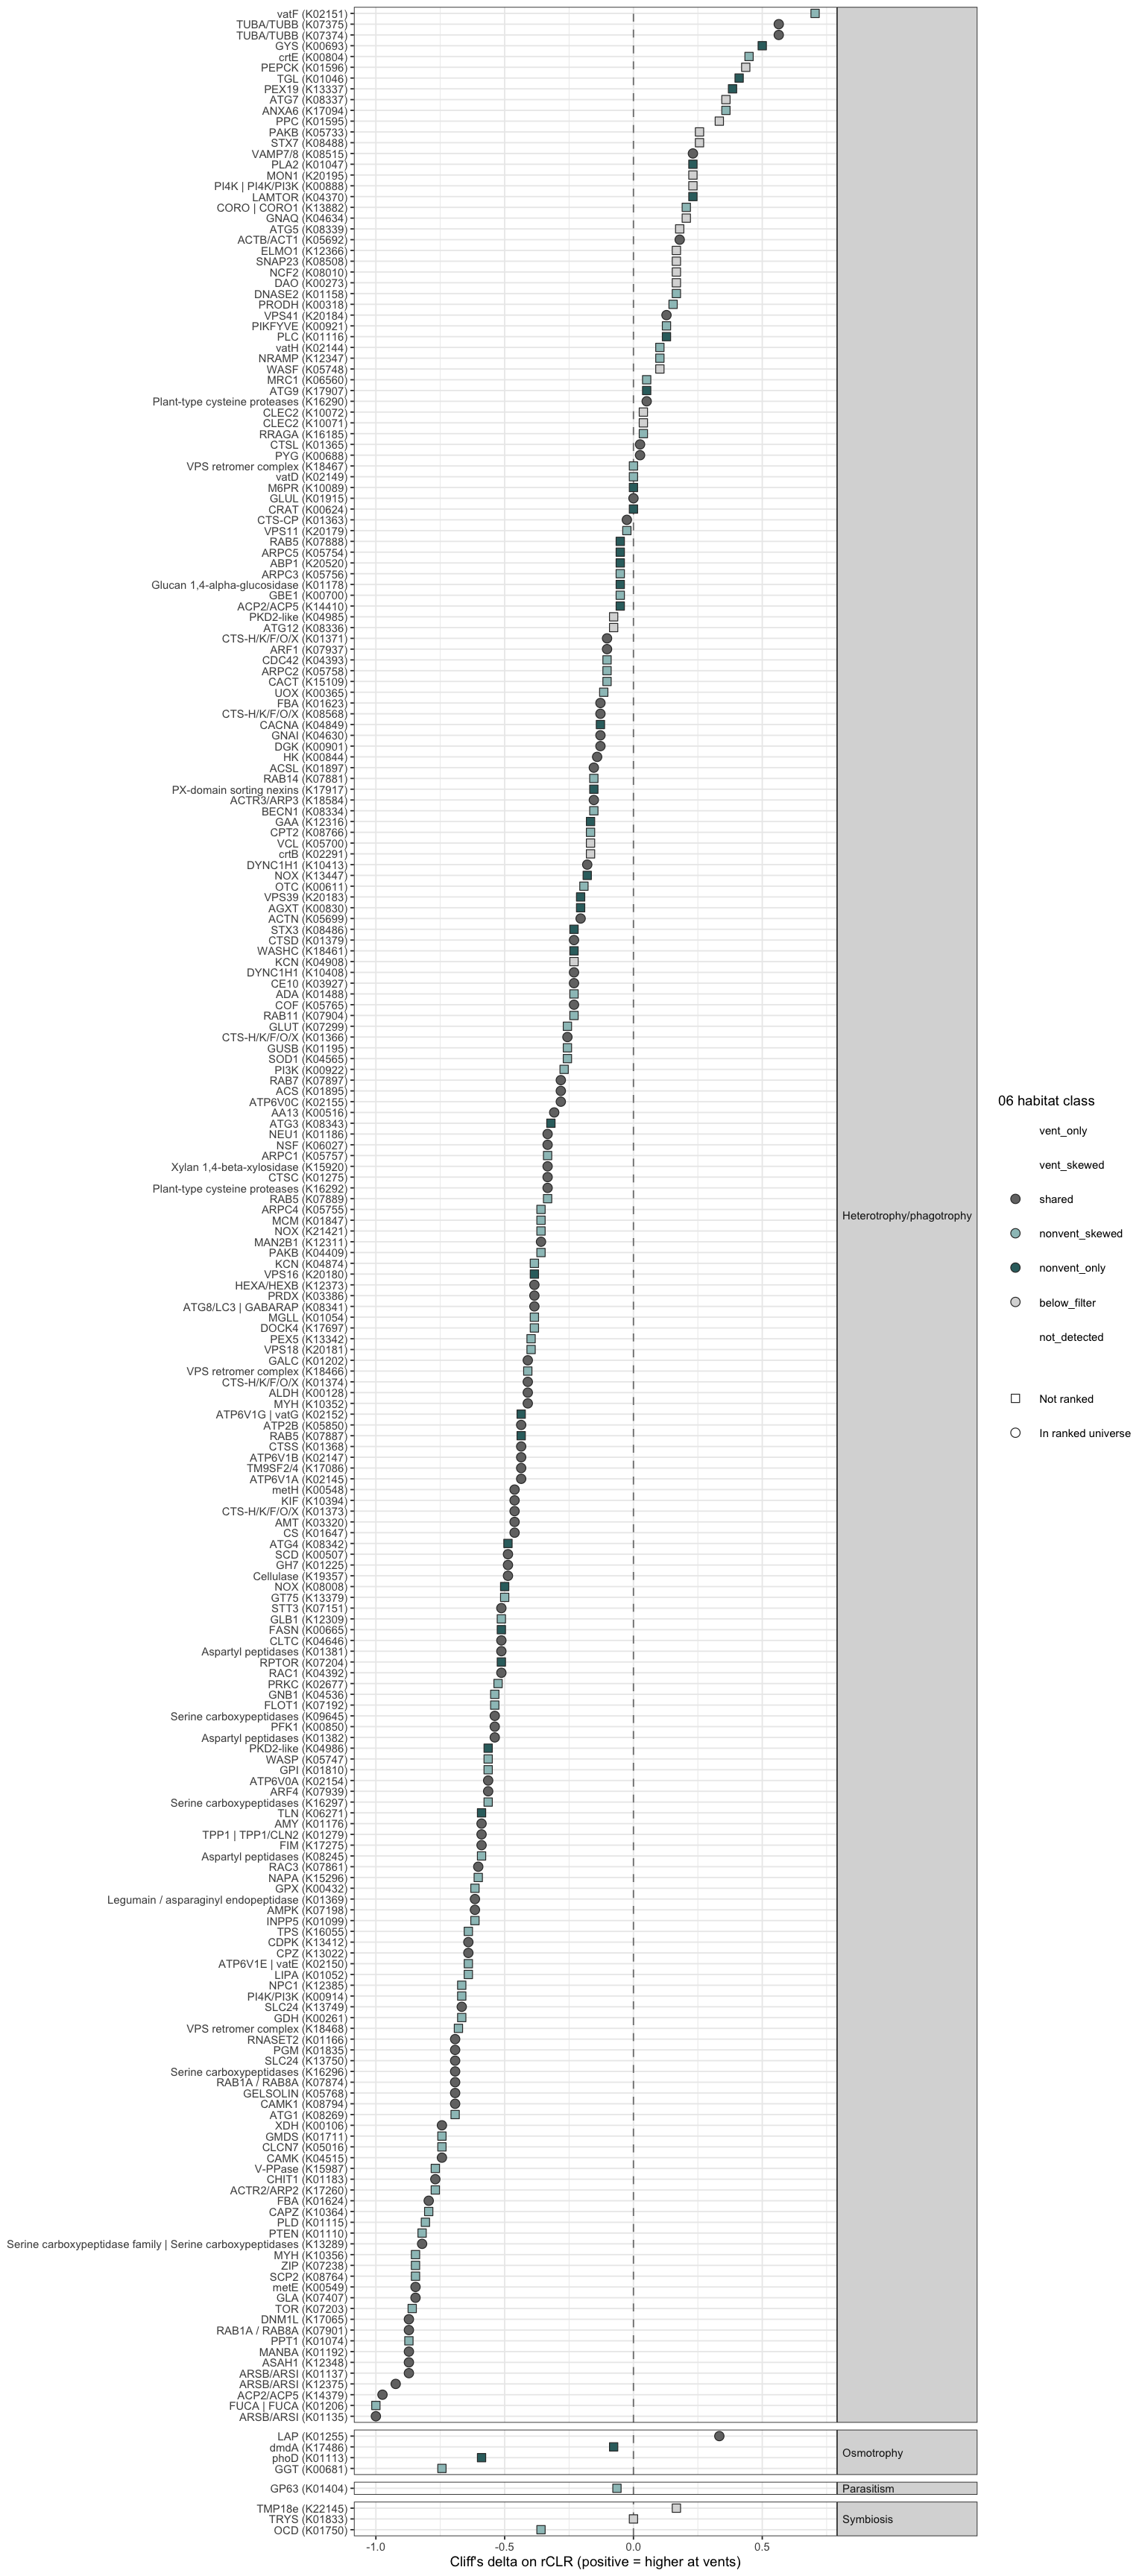 vatF (K02151)
TUBA/TUBB (K07375)
TUBA/TUBB (K07374)
GYS (K00693)
crtE (K00804)
PEPCK (K01596)
TGL (K01046)
PEX19 (K13337)
ATG7 (K08337)
ANXA6 (K17094)
PPC (K01595)
PAKB (K05733)
STX7 (K08488)
VAMP7/8 (K08515)
PLA2 (K01047)
MON1 (K20195)
PI4K | PI4K/PI3K (K00888)
LAMTOR (K04370)
CORO | CORO1 (K13882)
GNAQ (K04634)
ATG5 (K08339)
ACTB/ACT1 (K05692)
ELMO1 (K12366)
SNAP23 (K08508)
NCF2 (K08010)
DAO (K00273)
DNASE2 (K01158)
PRODH (K00318)
VPS41 (K20184)
PIKFYVE (K00921)
PLC (K01116)
vatH (K02144)
NRAMP (K12347)
WASF (K05748)
MRC1 (K06560)
ATG9 (K17907)
Plant-type cysteine proteases (K16290)
CLEC2 (K10072)
CLEC2 (K10071)
RRAGA (K16185)
CTSL (K01365)
PYG (K00688)
VPS retromer complex (K18467)
vatD (K02149)
M6PR (K10089)
GLUL (K01915)
CRAT (K00624)
CTS-CP (K01363)
VPS11 (K20179)
RAB5 (K07888)
ARPC5 (K05754)
ABP1 (K20520)
ARPC3 (K05756)
Glucan 1,4-alpha-glucosidase (K01178)
GBE1 (K00700)
ACP2/ACP5 (K14410)
PKD2-like (K04985)
ATG12 (K08336)
CTS-H/K/F/O/X (K01371)
ARF1 (K07937)
CDC42 (K04393)
ARPC2 (K05758)
CACT (K15109)
UOX (K00365)
FBA (K01623)
CTS-H/K/F/O/X (K08568)
CACNA (K04849)
GNAI (K04630)
DGK (K00901)
HK (K00844)
ACSL (K01897)
RAB14 (K07881)
PX-domain sorting nexins (K17917)
ACTR3/ARP3 (K18584)
BECN1 (K08334)
GAA (K12316)
CPT2 (K08766)
VCL (K05700)
crtB (K02291)
DYNC1H1 (K10413)
NOX (K13447)
OTC (K00611)
VPS39 (K20183)
AGXT (K00830)
ACTN (K05699)
STX3 (K08486)
CTSD (K01379)
WASHC (K18461)
KCN (K04908)
DYNC1H1 (K10408)
CE10 (K03927)
ADA (K01488)
COF (K05765)
RAB11 (K07904)
GLUT (K07299)
CTS-H/K/F/O/X (K01366)
GUSB (K01195)
SOD1 (K04565)
PI3K (K00922)
RAB7 (K07897)
ACS (K01895)
ATP6V0C (K02155)
AA13 (K00516)
ATG3 (K08343)
NEU1 (K01186)
NSF (K06027)
ARPC1 (K05757)
Xylan 1,4-beta-xylosidase (K15920)
CTSC (K01275)
Plant-type cysteine proteases (K16292)
RAB5 (K07889)
ARPC4 (K05755)
MCM (K01847)
NOX (K21421)
MAN2B1 (K12311)
PAKB (K04409)
KCN (K04874)
VPS16 (K20180)
HEXA/HEXB (K12373)
PRDX (K03386)
ATG8/LC3 | GABARAP (K08341)
MGLL (K01054)
DOCK4 (K17697)
PEX5 (K13342)
VPS18 (K20181)
GALC (K01202)
VPS retromer complex (K18466)
CTS-H/K/F/O/X (K01374)
ALDH (K00128)
MYH (K10352)
ATP6V1G | vatG (K02152)
ATP2B (K05850)
RAB5 (K07887)
CTSS (K01368)
ATP6V1B (K02147)
TM9SF2/4 (K17086)
ATP6V1A (K02145)
metH (K00548)
KIF (K10394)
CTS-H/K/F/O/X (K01373)
AMT (K03320)
CS (K01647)
ATG4 (K08342)
SCD (K00507)
GH7 (K01225)
Cellulase (K19357)
NOX (K08008)
GT75 (K13379)
STT3 (K07151)
GLB1 (K12309)
FASN (K00665)
CLTC (K04646)
Aspartyl peptidases (K01381)
RPTOR (K07204)
RAC1 (K04392)
PRKC (K02677)
GNB1 (K04536)
FLOT1 (K07192)
Serine carboxypeptidases (K09645)
PFK1 (K00850)
Aspartyl peptidases (K01382)
PKD2-like (K04986)
WASP (K05747)
GPI (K01810)
ATP6V0A (K02154)
ARF4 (K07939)
Serine carboxypeptidases (K16297)
TLN (K06271)
AMY (K01176)
TPP1 | TPP1/CLN2 (K01279)
FIM (K17275)
Aspartyl peptidases (K08245)
RAC3 (K07861)
NAPA (K15296)
GPX (K00432)
Legumain / asparaginyl endopeptidase (K01369)
AMPK (K07198)
INPP5 (K01099)
TPS (K16055)
CDPK (K13412)
CPZ (K13022)
ATP6V1E | vatE (K02150)
LIPA (K01052)
NPC1 (K12385)
PI4K/PI3K (K00914)
SLC24 (K13749)
GDH (K00261)
VPS retromer complex (K18468)
RNASET2 (K01166)
PGM (K01835)
SLC24 (K13750)
Serine carboxypeptidases (K16296)
RAB1A / RAB8A (K07874)
GELSOLIN (K05768)
CAMK1 (K08794)
ATG1 (K08269)
XDH (K00106)
GMDS (K01711)
CLCN7 (K05016)
CAMK (K04515)
V-PPase (K15987)
CHIT1 (K01183)
ACTR2/ARP2 (K17260)
FBA (K01624)
CAPZ (K10364)
PLD (K01115)
PTEN (K01110)
Serine carboxypeptidase family | Serine carboxypeptidases (K13289)
MYH (K10356)
ZIP (K07238)
SCP2 (K08764)
metE (K00549)
GLA (K07407)
TOR (K07203)
DNM1L (K17065)
RAB1A / RAB8A (K07901)
PPT1 (K01074)
MANBA (K01192)
ASAH1 (K12348)
ARSB/ARSI (K01137)
ARSB/ARSI (K12375)
ACP2/ACP5 (K14379)
FUCA | FUCA (K01206)
ARSB/ARSI (K01135)
Heterotrophy/phagotrophy
LAP (K01255)
dmdA (K17486)
phoD (K01113)
GGT (K00681)
Osmotrophy
GP63 (K01404)
Parasitism
TMP18e (K22145)
TRYS (K01833)
OCD (K01750)
Symbiosis
-1.0 -0.5 0.0 0.5
Cliff's delta on rCLR (positive = higher at vents)
06 habitat class
vent_only
vent_skewed
shared
nonvent_skewed
nonvent_only
below_filter
not_detected
Not ranked
In ranked universe